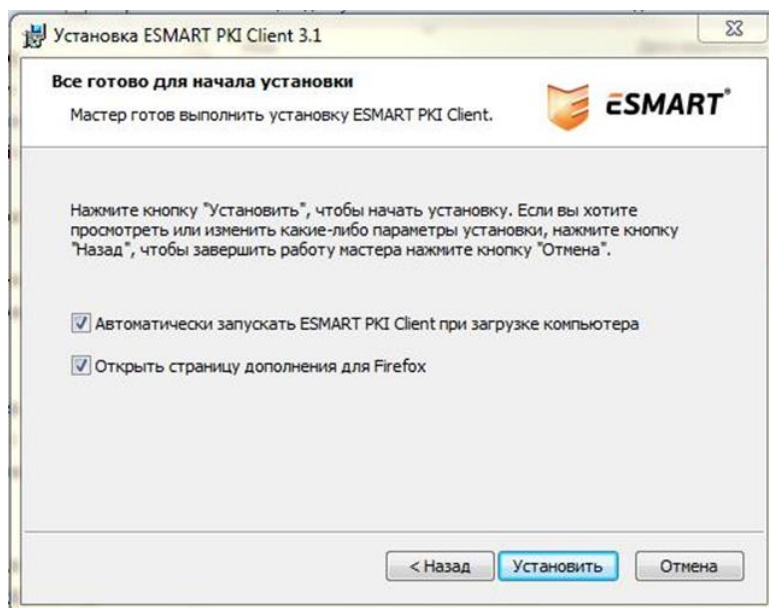 Установка ESMART PKI Client 3.1
Все готово для начала установки
Мастер готов выполнить установку ESMART PKI Client.
ESMART®
Нажмите кнопку "Установить", чтобы начать установку. Если вы хотите
просмотреть или изменить какие-либо параметры установки, нажмите кнопку
"Назад", чтобы завершить работу мастера нажмите кнопку "Отмена".
Автоматически запускать ESMART PKI Client при загрузке компьютера
Открыть страницу дополнения для Firefox
< Назад Установить Отмена